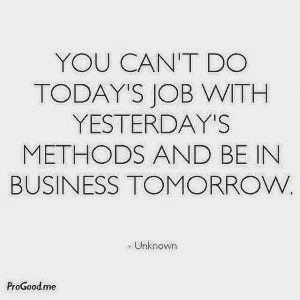 YOU CAN'T DO
TODAY'S JOB WITH
YESTERDAY'S
METHODS AND BE IN
BUSINESS TOMORROW.
- Unknown
ProGood.me